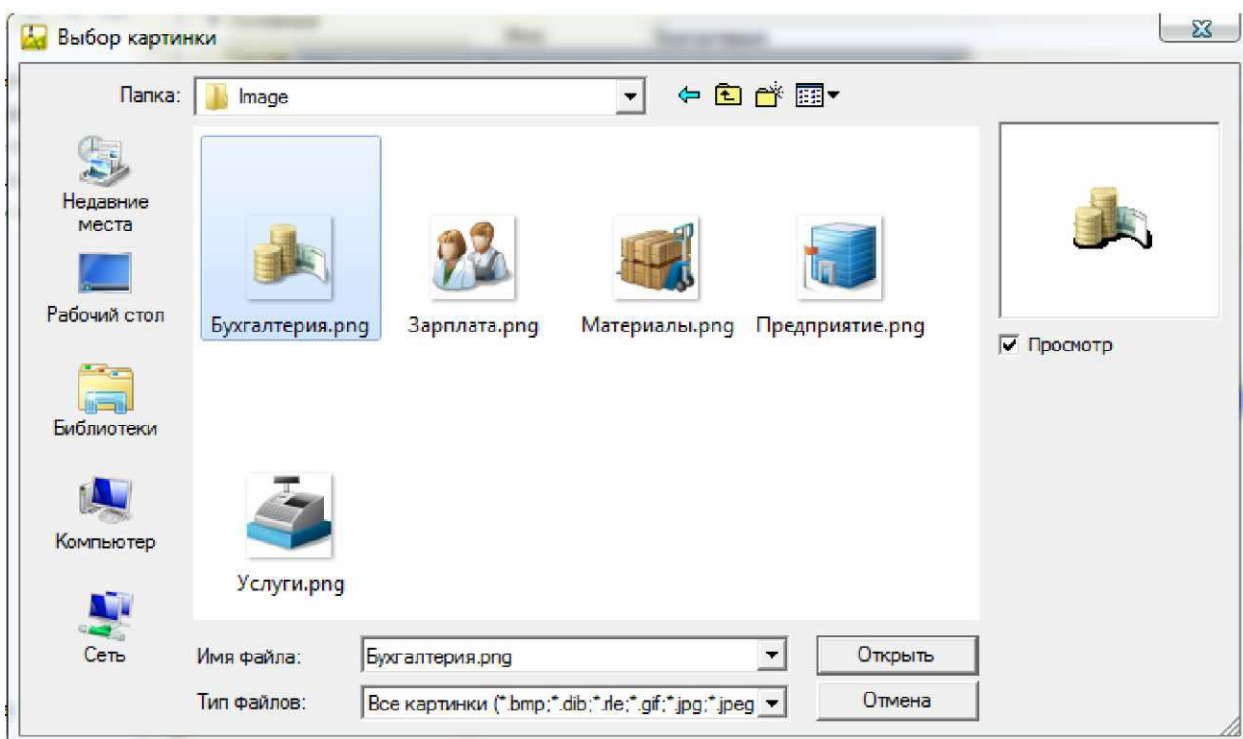 Выбор картинки
Папка:
Image
Недавние
места
Рабочий стол
Библиотеки
Компьютер
Сеть
Бухгалтерия.png
Зарплата.png
Материалы.png
Предприятие.png
Услуги.png
Просмотр
Имя файла:
Бухгалтерия.png
Открыть
Тип файлов:
Все картинки (*.bmp;*.dib;*.rle;*.gif;*.jpg;*.jpeg
Отмена